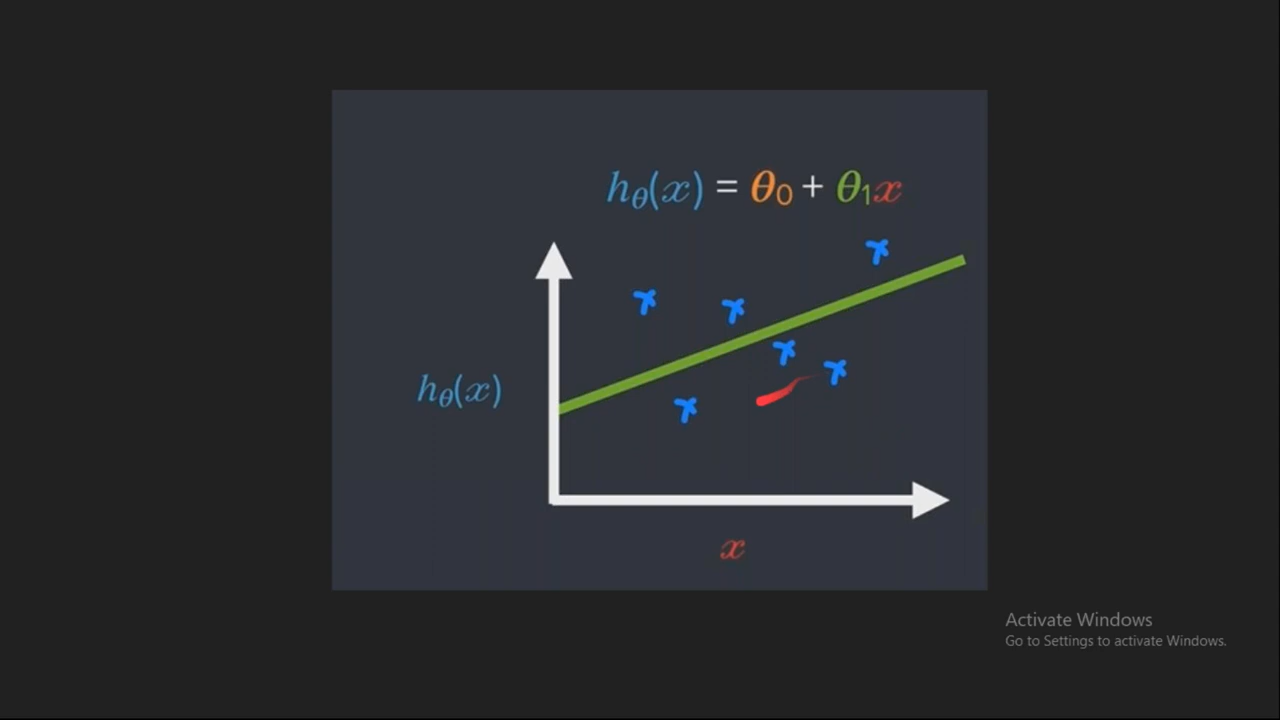 hθ(x) = θ0 + θ1x
hθ(x)
x
Activate Windows
Go to Settings to activate Windows.